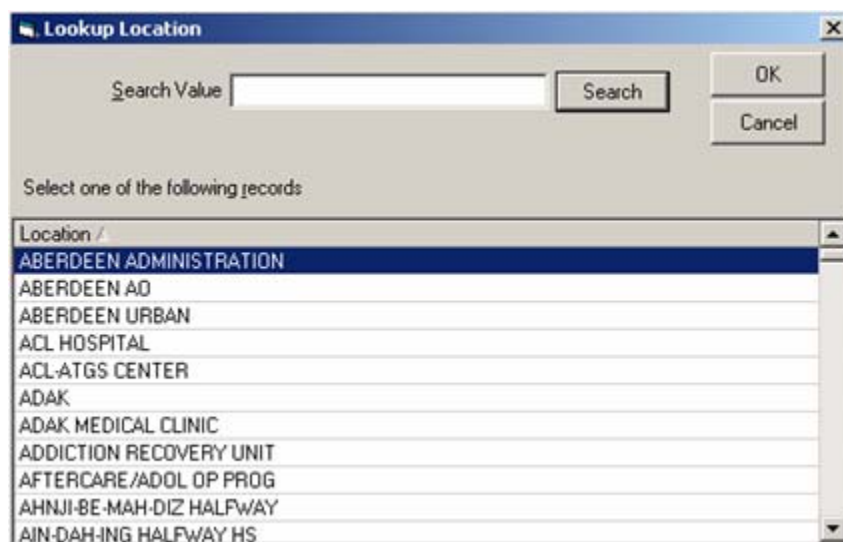 Lookup Location
Search Value
Search
OK
Cancel
Select one of the following records
Location
ABERDEEN ADMINISTRATION
ABERDEEN AO
ABERDEEN URBAN
ACL HOSPITAL
ACL-ATGS CENTER
ADAK
ADAK MEDICAL CLINIC
ADDICTION RECOVERY UNIT
AFTERCARE/ADOL OP PROG
AHNJI-BE-MAH-DIZ HALFWAY
AIN-DAH-ING HALFWAY HS